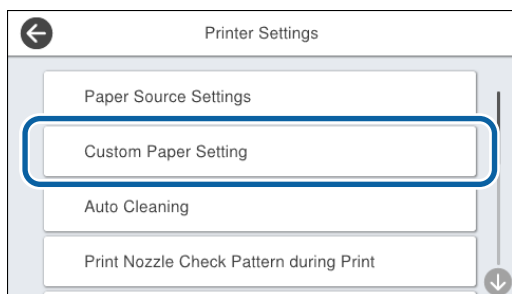 Printer Settings
Paper Source Settings
Custom Paper Setting
Auto Cleaning
Print Nozzle Check Pattern during Print